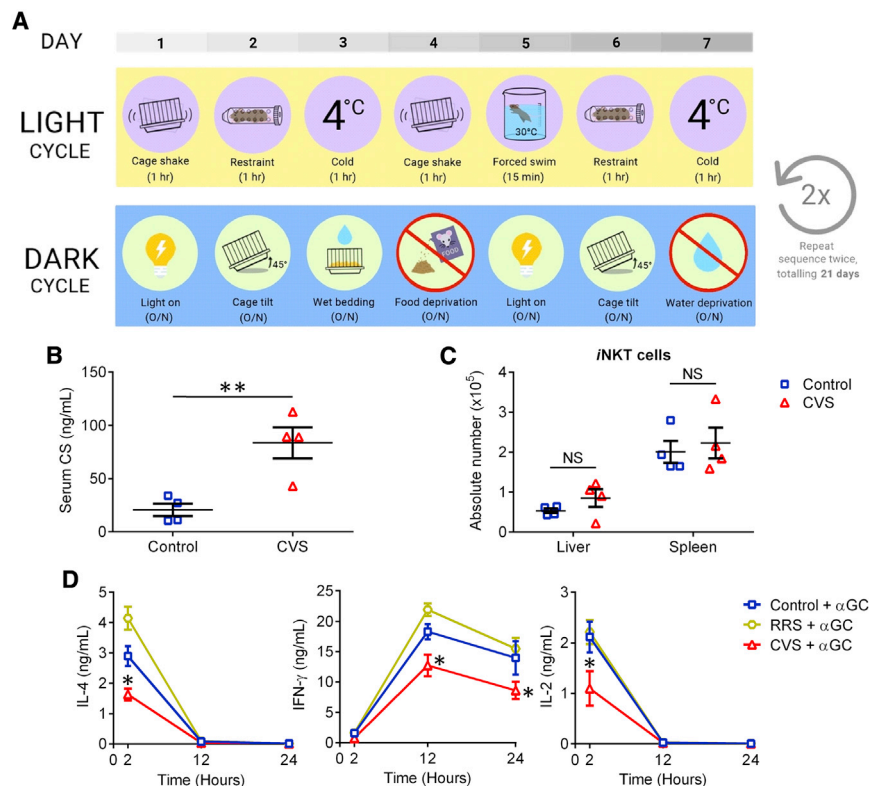 A
DAY 1 2 3 4 5 6 7
LIGHT
CYCLE
4°C 30°C 4°C
Cage shake Restraint Cold Cage shake Forced swim Restraint Cold
(1 hr) (1 hr) (1 hr) (1 hr) (15 min) (1 hr) (1 hr)
2x
Repeat
sequence twice,
totalling 21 days
DARK
CYCLE
45° FOOD 45°
Light on Cage tilt Wet bedding Food deprivation Light on Cage tilt Water deprivation
(O/N) (O/N) (O/N) (O/N) (O/N) (O/N) (O/N)
B
Serum CS (ng/mL)
150
100
50
0
**
Control CVS
C
iNKT cells
Absolute number (x10⁵)
4
3
2
1
0
NS
NS
Liver Spleen
Control
CVS
D
IL-4 (ng/mL)
5
4
3
2
1
0
*
0 2 12 24
Time (Hours)
IFN-γ (ng/mL)
25
20
15
10
5
0
*
*
0 2 12 24
Time (Hours)
IL-2 (ng/mL)
3
2
1
0
*
0 2 12 24
Time (Hours)
Control + αGC
RRS + αGC
CVS + αGC